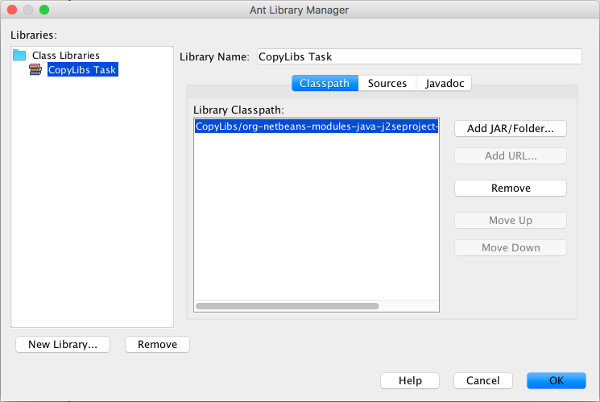 Ant Library Manager
Libraries:
Class Libraries
CopyLibs Task
Library Name: CopyLibs Task
Classpath Sources Javadoc
Library Classpath:
CopyLibs/org-netbeans-modules-java-j2seproject-
Add JAR/Folder...
Add URL...
Remove
Move Up
Move Down
New Library... Remove
Help Cancel OK